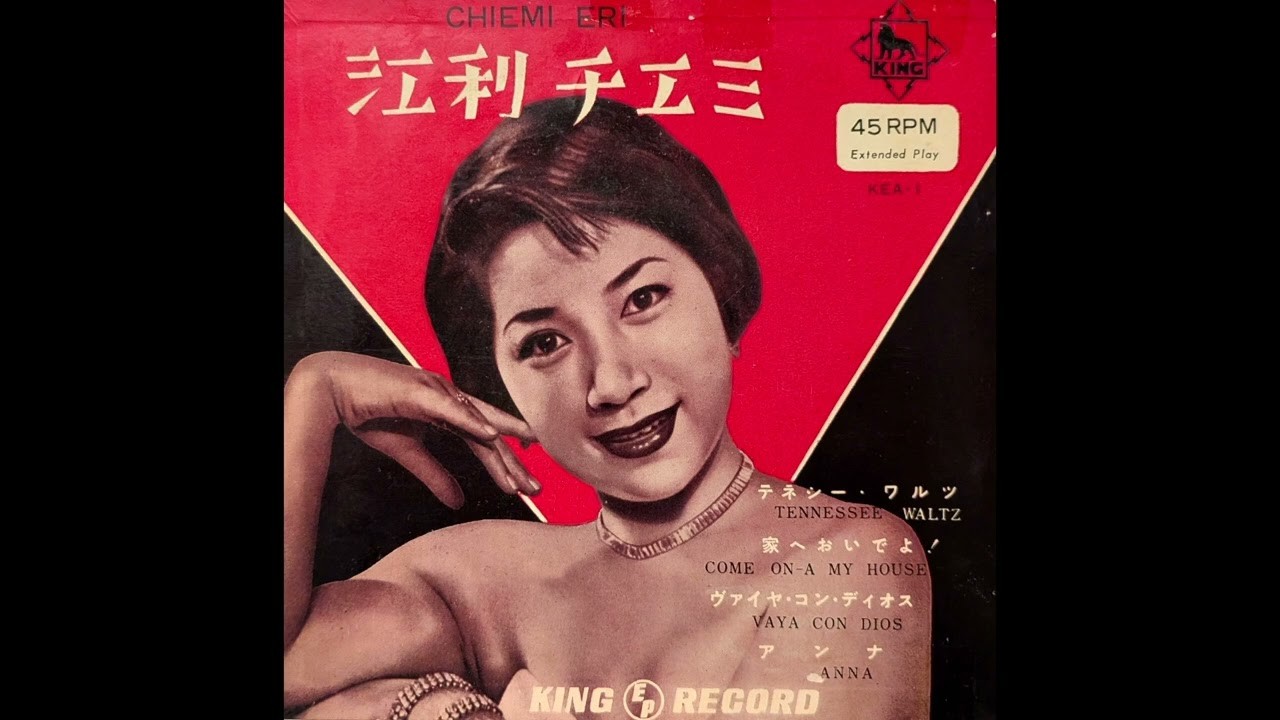 CHIEMI ERI
江利 チエミ
KING
45 RPM
Extended Play
KEA-1
テネシー・ワルツ
TENNESSEE WALTZ
家へおいでよ!
COME ON-A MY HOUSE
ヴァイヤ・コン・ディオス
VAYA CON DIOS
アンナ
ANNA
KING EP RECORD